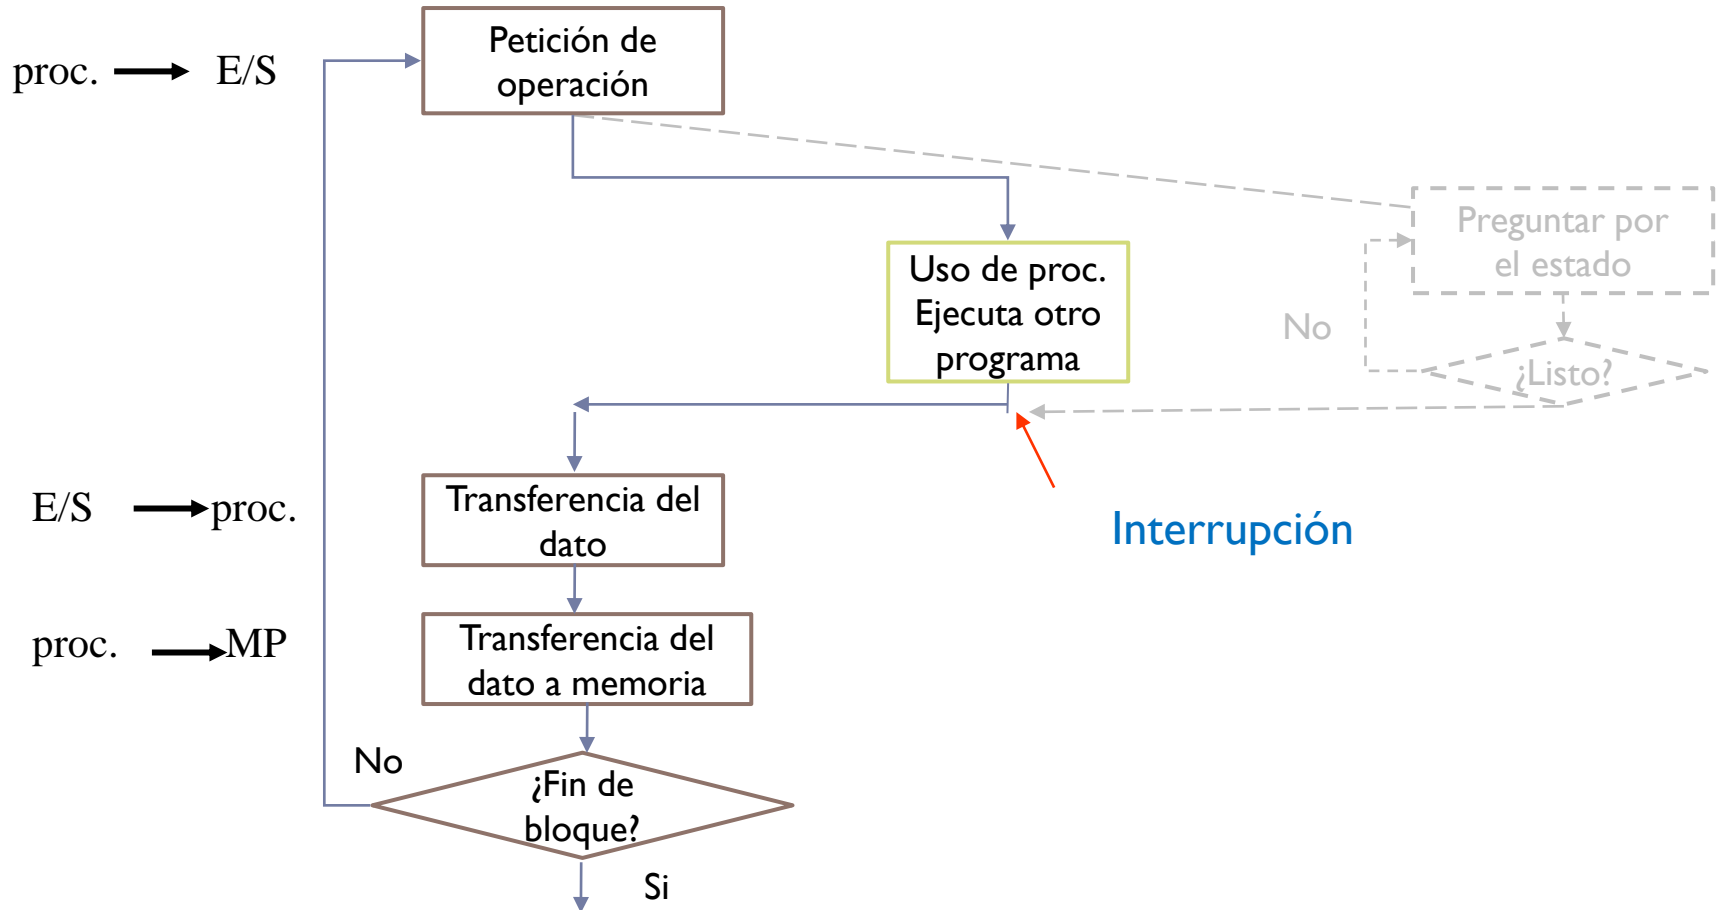 Petición de
operación
proc.
E/S
Preguntar por
el estado
Uso de proc.
Ejecuta otro
programa
No
¿Listo?
E/S
proc.
Transferencia del
dato
Interrupción
proc.
MP
Transferencia del
dato a memoria
No
¿Fin de
bloque?
Si